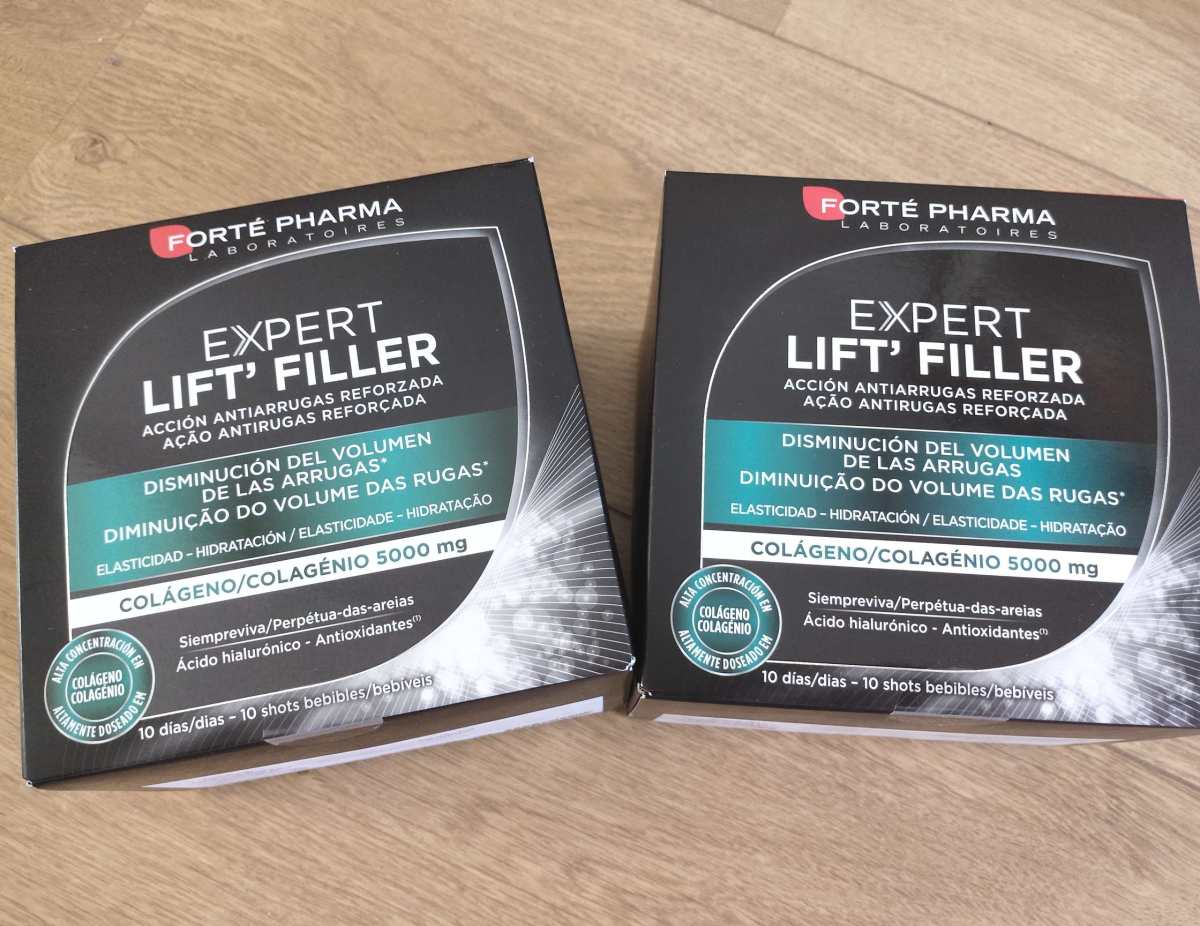 FORTÉ PHARMA
LABORATOIRES
EXPERT
LIFT' FILLER
ACCIÓN ANTIARRUGAS REFORZADA
AÇÃO ANTIRUGAS REFORÇADA
DISMINUCIÓN DEL VOLUMEN
DE LAS ARRUGAS*
DIMINUIÇÃO DO VOLUME DAS RUGAS*
ELASTICIDAD – HIDRATACIÓN / ELASTICIDADE – HIDRATAÇÃO
COLÁGENO/COLAGÉNIO 5000 mg
Siempreviva/Perpétua-das-areias
Ácido hialurónico - Antioxidantes(1)
ALTA CONCENTRACIÓN EN
COLÁGENO
COLAGÉNIO
ALTAMENTE DOSEADO EM
10 días/dias – 10 shots bebibles/bebíveis
FORTÉ PHARMA
LABORATOIRES
EXPERT
LIFT' FILLER
ACCIÓN ANTIARRUGAS REFORZADA
AÇÃO ANTIRUGAS REFORÇADA
DISMINUCIÓN DEL VOLUMEN
DE LAS ARRUGAS
DIMINUIÇÃO DO VOLUME DAS RUGAS*
ELASTICIDAD – HIDRATACIÓN / ELASTICIDADE – HIDRATAÇÃO
COLÁGENO/COLAGÉNIO 5000 mg
Siempreviva/Perpétua-das-areias
Ácido hialurónico - Antioxidantes(1)
ALTA CONCENTRACIÓN EN
COLÁGENO
COLAGÉNIO
ALTAMENTE DOSEADO EM
10 días/dias – 10 shots bebibles/bebíveis